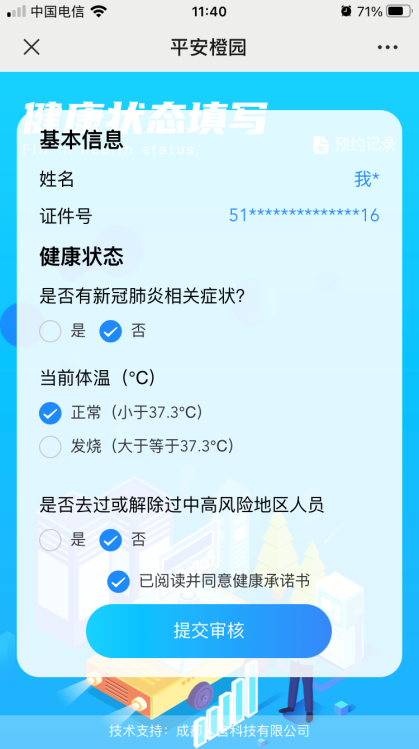 中国电信 11:40 71%
平安橙园
健康状态填写
预约记录
基本信息
姓名 我*
证件号 51**************16
健康状态
是否有新冠肺炎相关症状?
是 否
当前体温（℃）
正常（小于37.3℃）
发烧（大于等于37.3℃）
是否去过或解除过中高风险地区人员
是 否
已阅读并同意健康承诺书
提交审核
技术支持：成都 科技有限公司